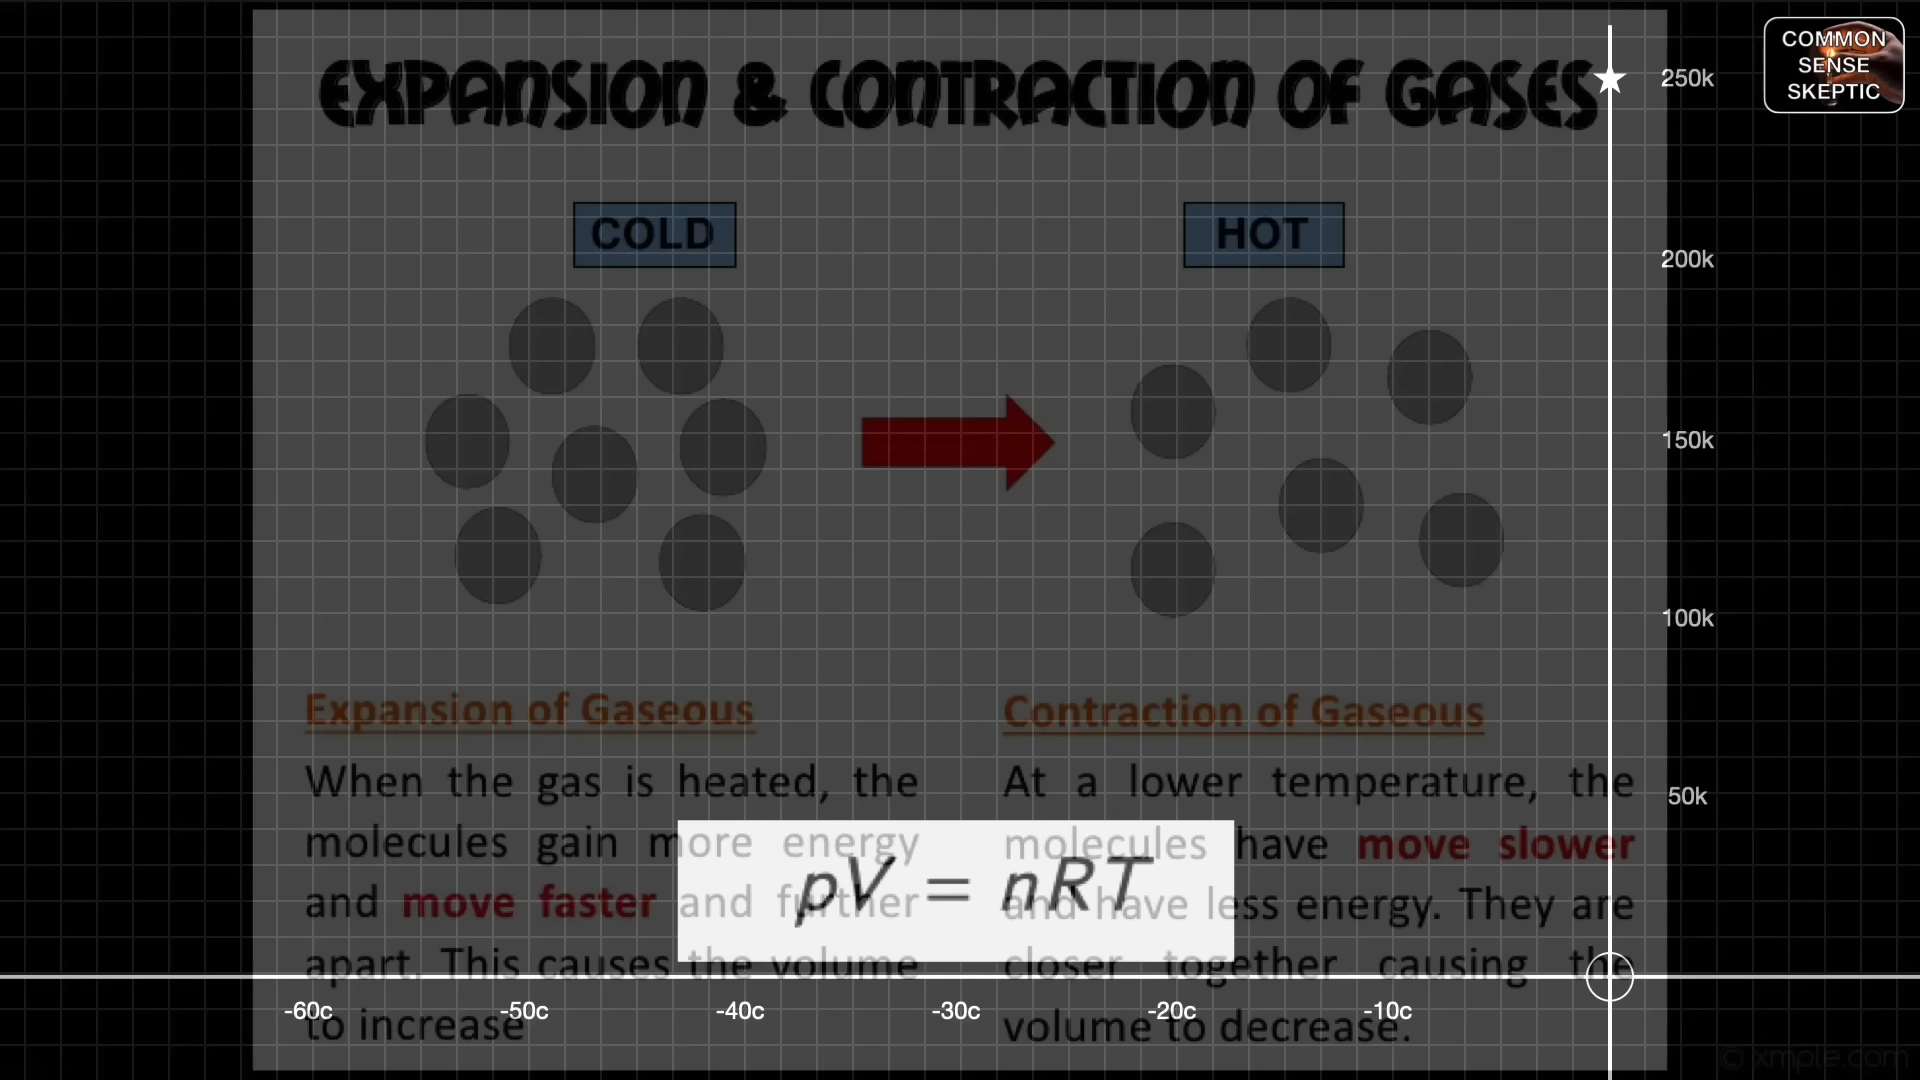 EXPANSION & CONTRACTION OF GASES
COMMON
SENSE
SKEPTIC
250k
COLD
HOT
200k
150k
100k
Expansion of Gaseous
When the gas is heated, the
molecules gain more energy
and move faster and further
apart. This causes the volume
to increase
Contraction of Gaseous
At a lower temperature, the
molecules have move slower
and have less energy. They are
closer together causing the
volume to decrease.
50k
pV = nRT
-60c -50c -40c -30c -20c -10c
© xmple.com